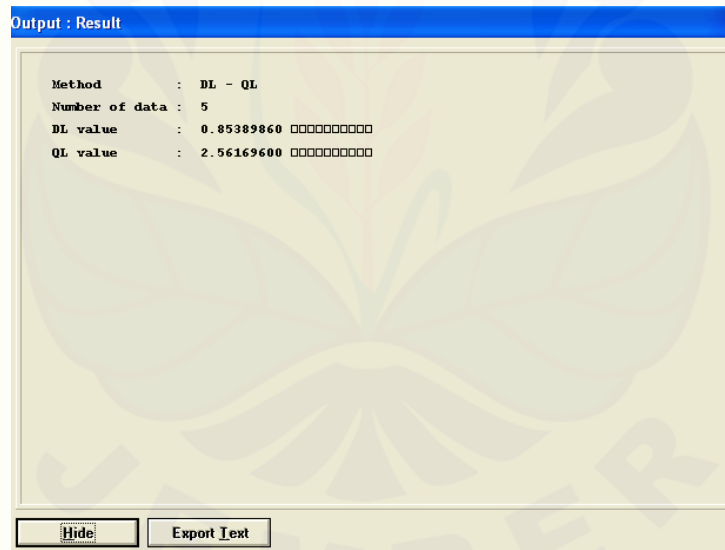 Output : Result
Method : DL - QL
Number of data : 5
DL value : 0.85389860 □□□□□□□□□□
QL value : 2.56169600 □□□□□□□□□□
Hide Export Text